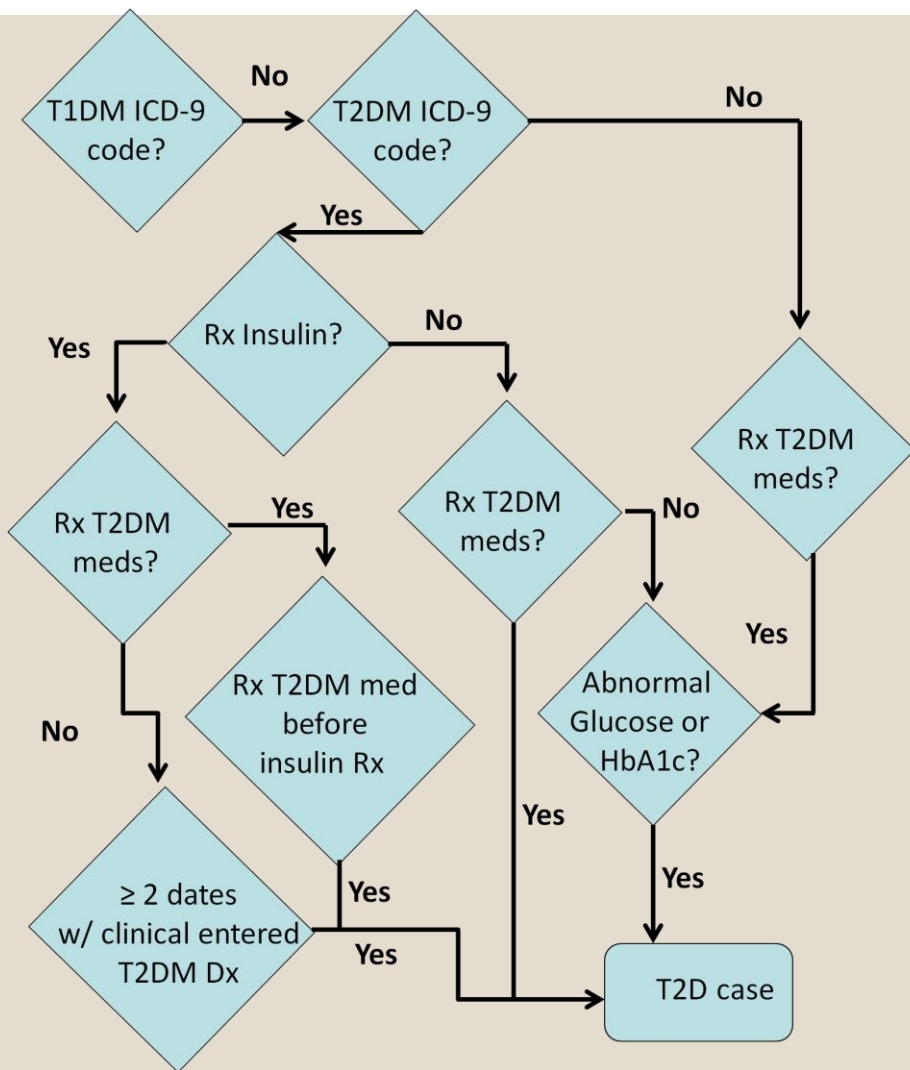 No
No
T1DM ICD-9
code?
T2DM ICD-9
code?
Yes
Rx Insulin?
Yes
No
Rx T2DM
meds?
Rx T2DM
meds?
Yes
Rx T2DM
meds?
No
Yes
Rx T2DM med
before
insulin Rx
Abnormal
Glucose or
HbA1c?
No
Yes
≥ 2 dates
w/ clinical entered
T2DM Dx
Yes
Yes
Yes
T2D case